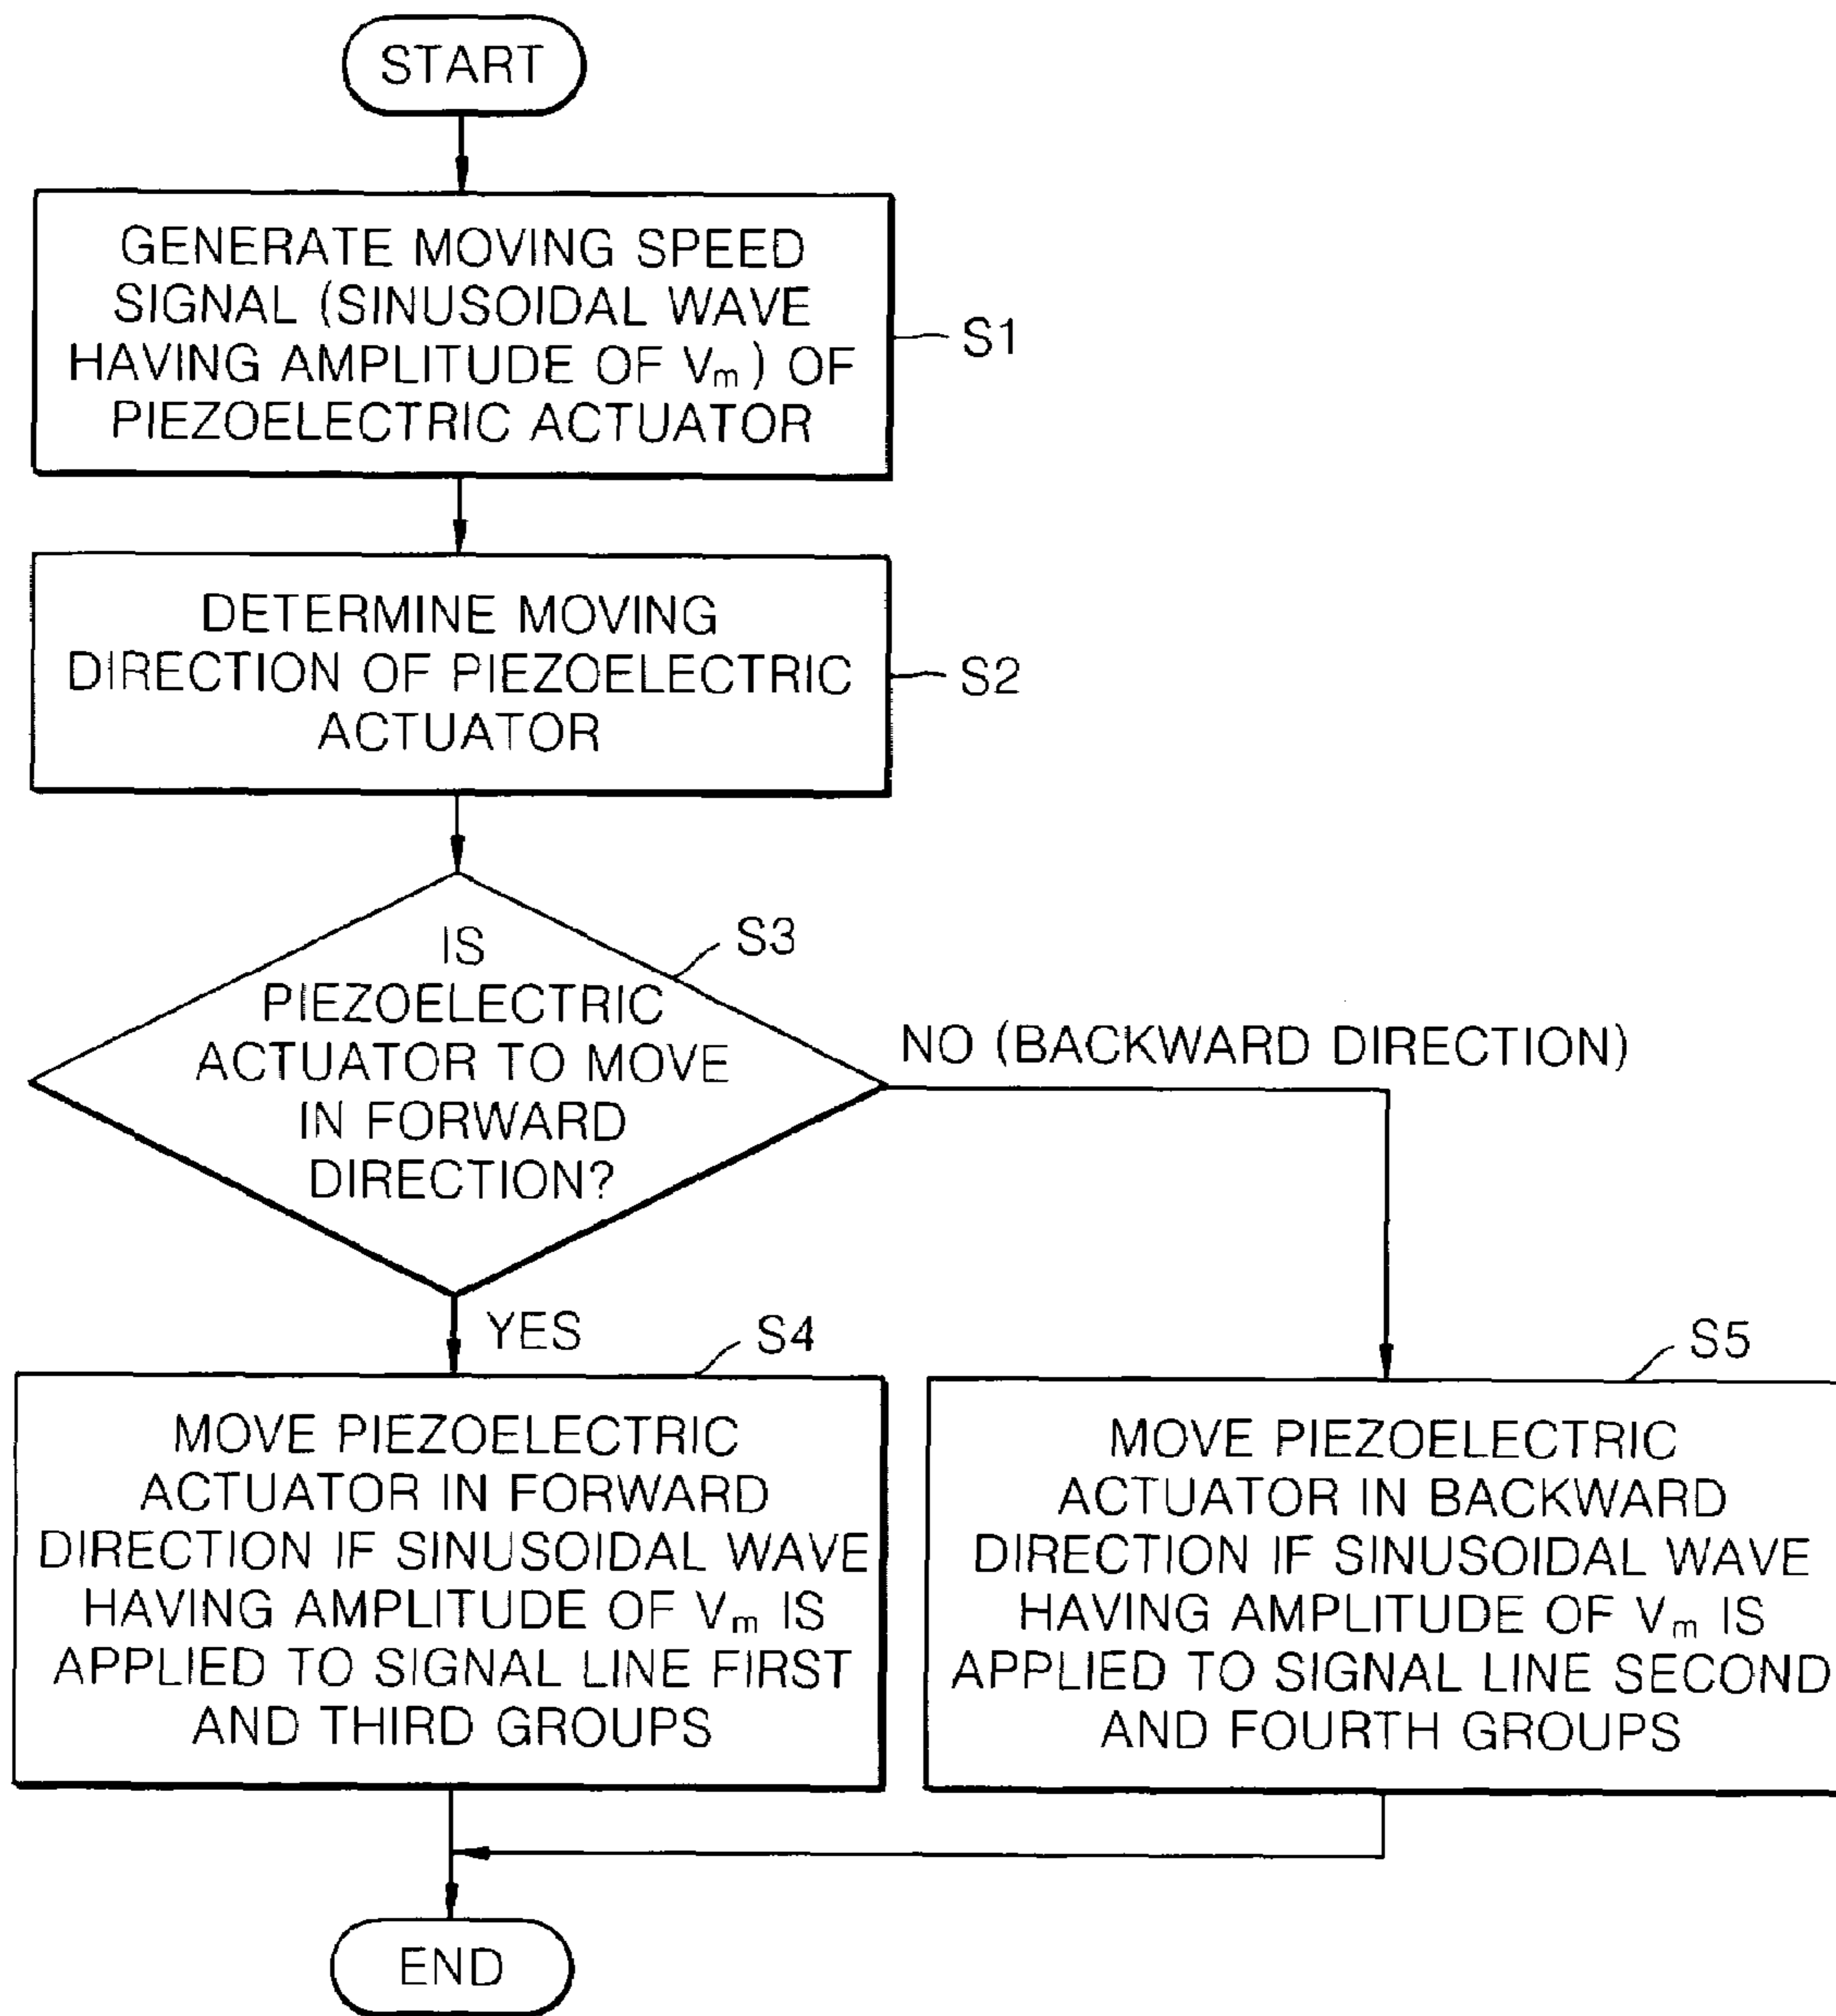 START
GENERATE MOVING SPEED
SIGNAL (SINUSOIDAL WAVE
HAVING AMPLITUDE OF Vm) OF
PIEZOELECTRIC ACTUATOR
S1
DETERMINE MOVING
DIRECTION OF PIEZOELECTRIC
ACTUATOR
S2
IS
PIEZOELECTRIC
ACTUATOR TO MOVE
IN FORWARD
DIRECTION?
S3
NO (BACKWARD DIRECTION)
YES
S4
MOVE PIEZOELECTRIC
ACTUATOR IN FORWARD
DIRECTION IF SINUSOIDAL WAVE
HAVING AMPLITUDE OF Vm IS
APPLIED TO SIGNAL LINE FIRST
AND THIRD GROUPS
S5
MOVE PIEZOELECTRIC
ACTUATOR IN BACKWARD
DIRECTION IF SINUSOIDAL WAVE
HAVING AMPLITUDE OF Vm IS
APPLIED TO SIGNAL LINE SECOND
AND FOURTH GROUPS
END